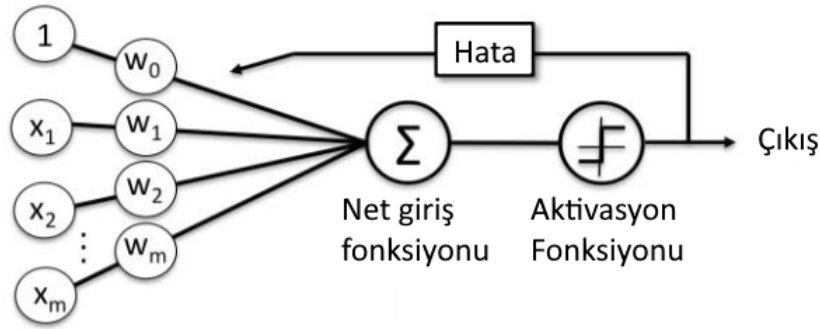 1
w₀
Hata
x₁
w₁
Σ
Çıkış
x₂
w₂
Net giriş
fonksiyonu
Aktivasyon
Fonksiyonu
⋮
wₘ
xₘ